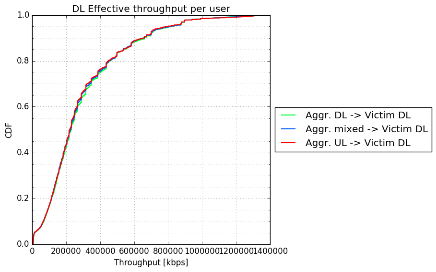 DL Effective throughput per user
1.0
0.8
0.6
0.4
0.2
0.0
CDF
0 200000 400000 600000 800000 1000000 1200000 1400000
Throughput [kbps]
Aggr. DL -> Victim DL
Aggr. mixed -> Victim DL
Aggr. UL -> Victim DL